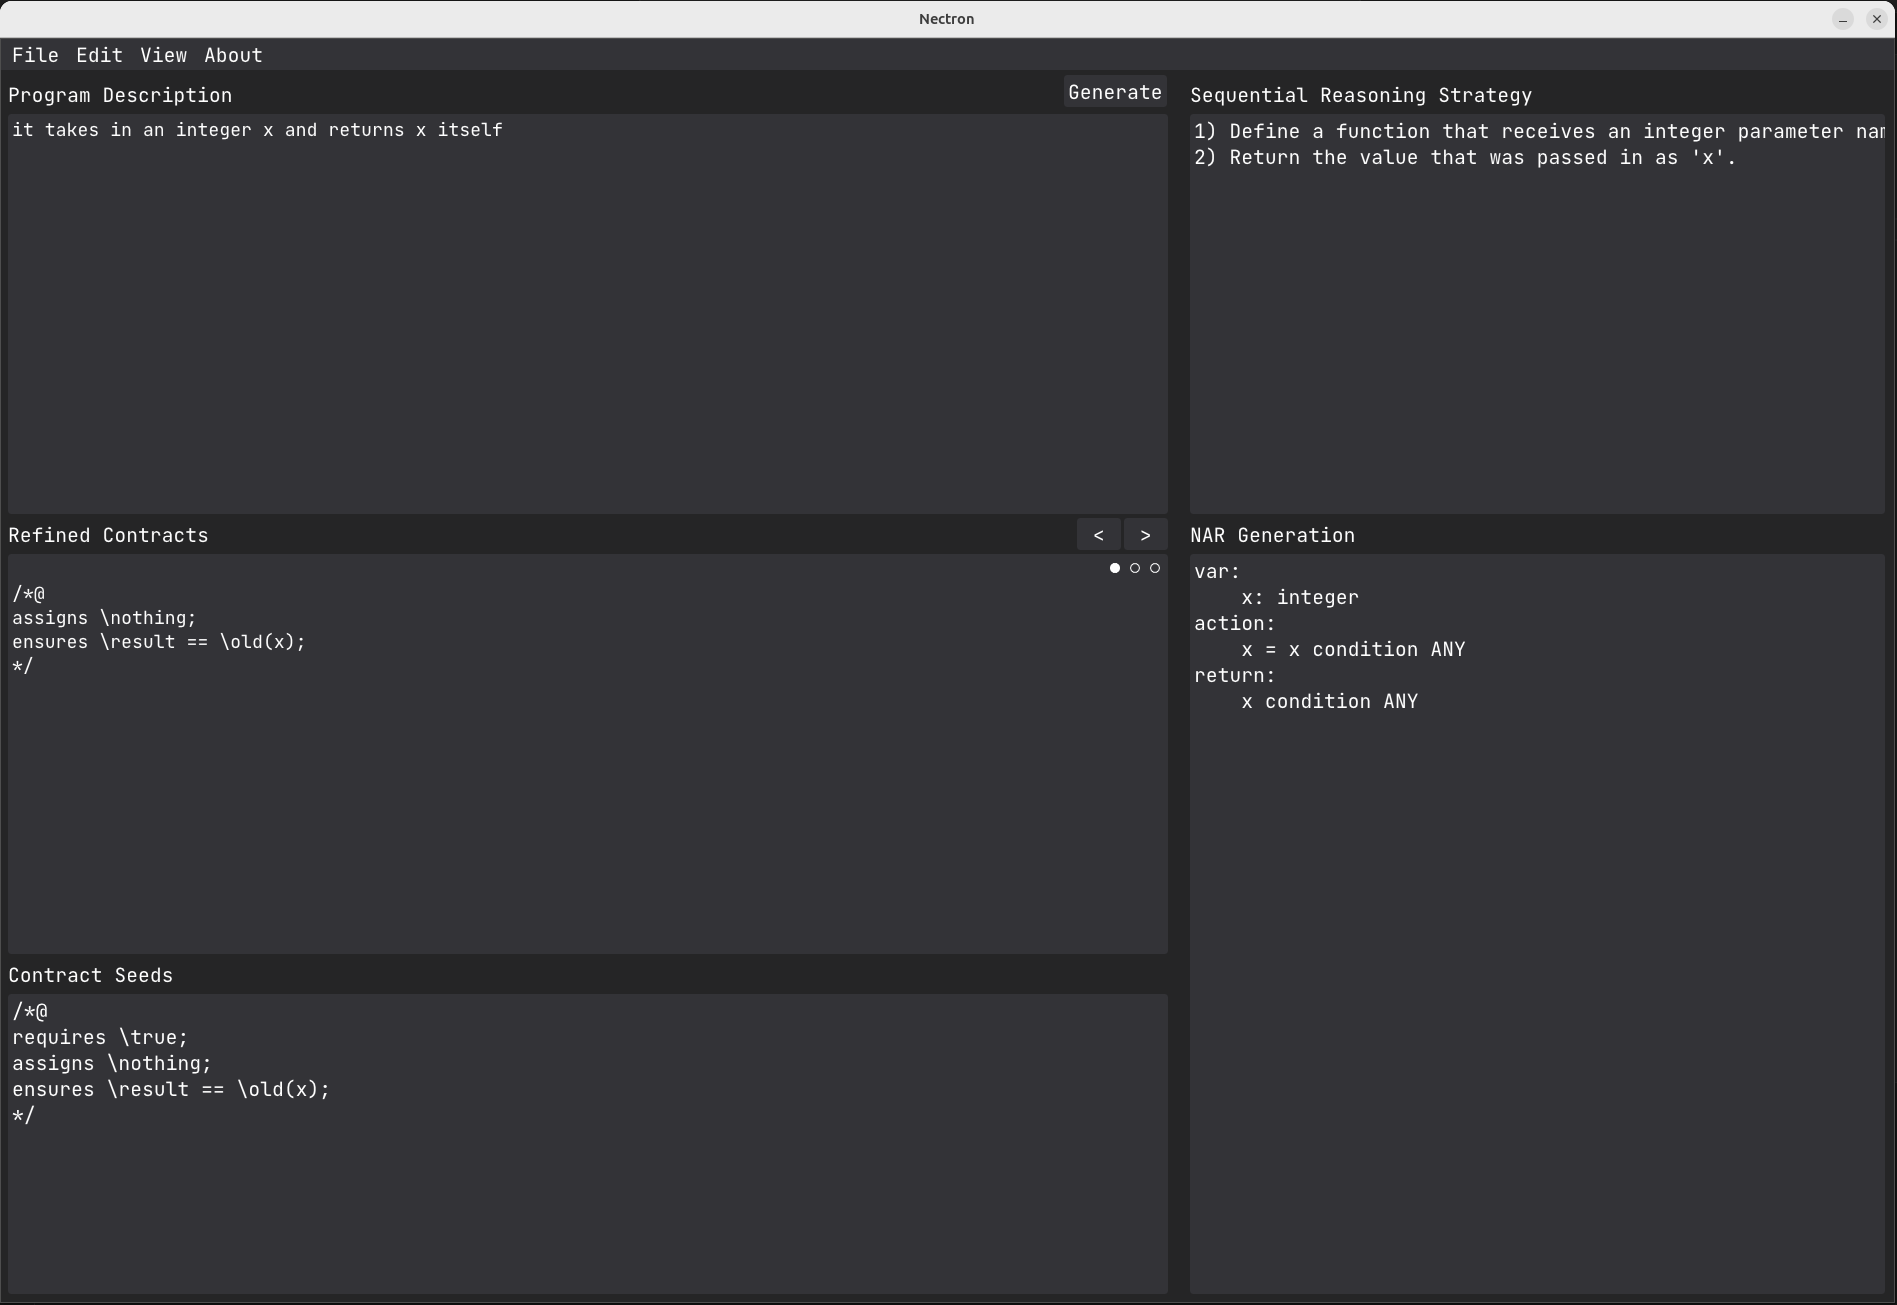 Nectron
File Edit View About
Program Description
Generate
it takes in an integer x and returns x itself
Sequential Reasoning Strategy
1) Define a function that receives an integer parameter
2) Return the value that was passed in as 'x'.
Refined Contracts
< >
/*@
assigns \nothing;
ensures \result == \old(x);
*/
Contract Seeds
/*@
requires \true;
assigns \nothing;
ensures \result == \old(x);
*/
NAR Generation
var:
    x: integer
action:
    x = x condition ANY
return:
    x condition ANY